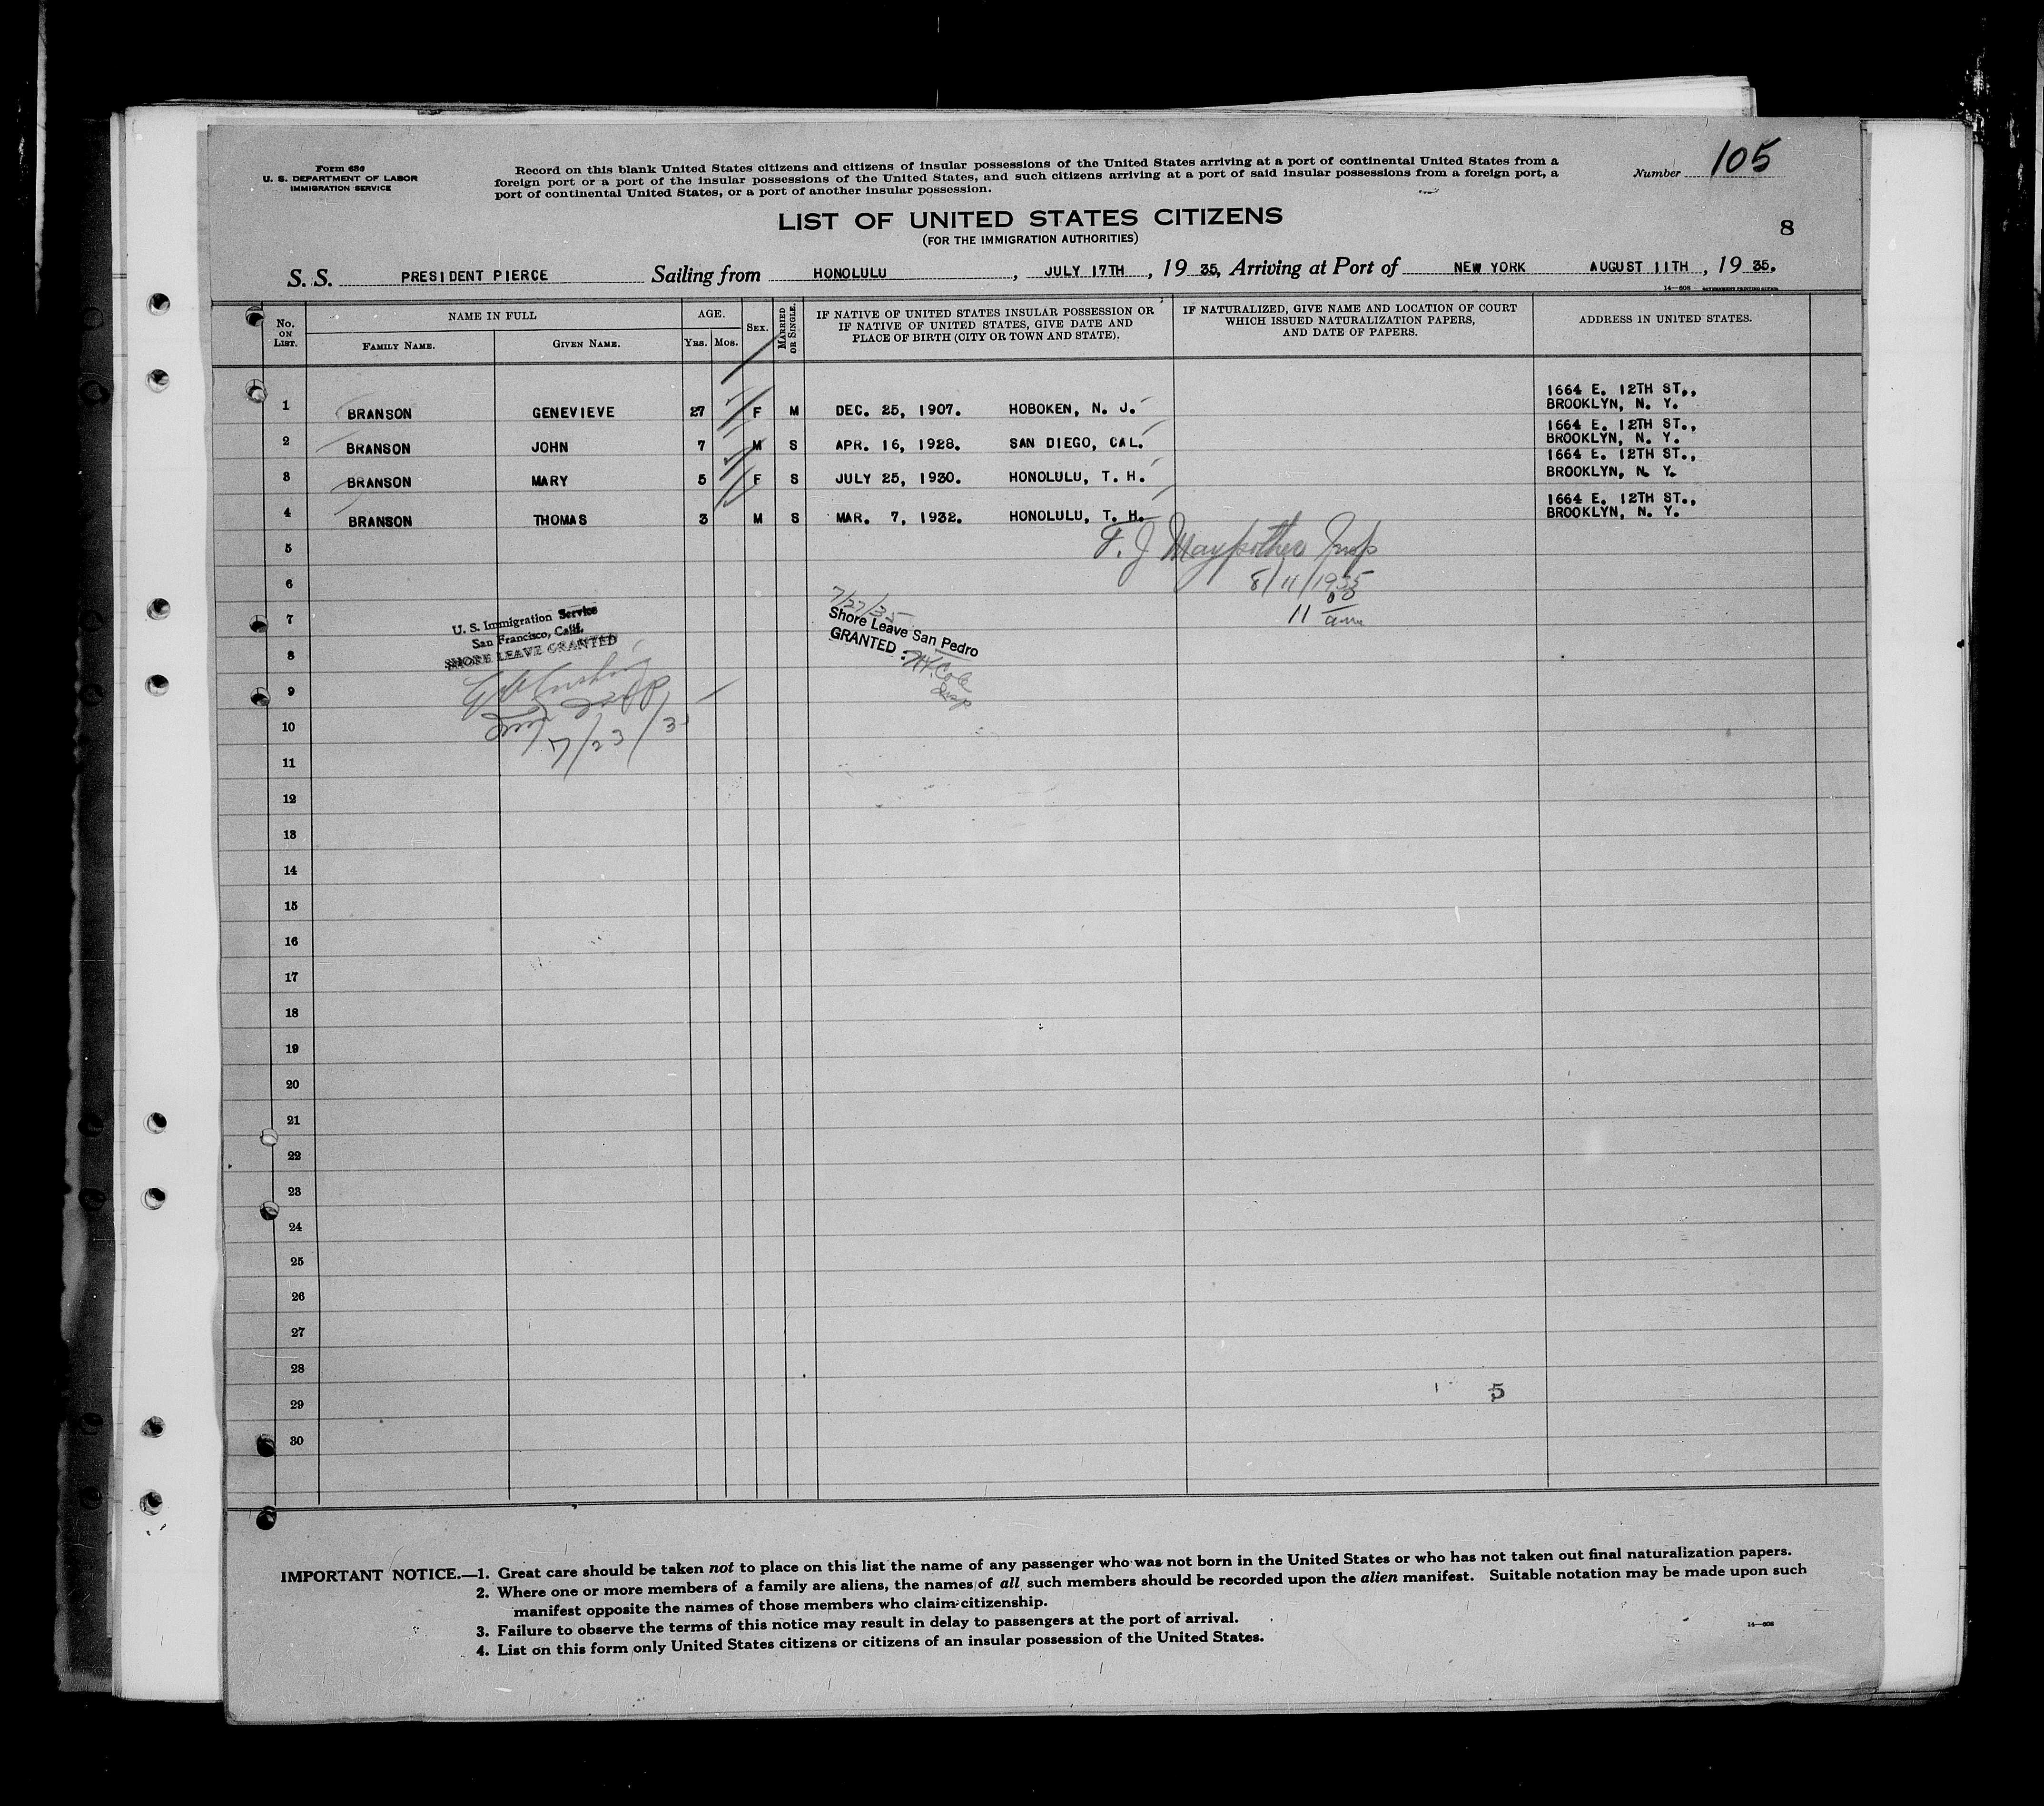 Form 686
U. S. DEPARTMENT OF LABOR
IMMIGRATION SERVICE
Record on this blank United States citizens and citizens of insular possessions of the United States arriving at a port of continental United States from a
foreign port or a port of the insular possessions of the United States, and such citizens arriving at a port of said insular possessions from a foreign port, a
port of continental United States, or a port of another insular possession.
Number 105
LIST OF UNITED STATES CITIZENS
(FOR THE IMMIGRATION AUTHORITIES)
8
S. S. PRESIDENT PIERCE Sailing from HONOLULU, JULY 17TH, 19 35, Arriving at Port of NEW YORK AUGUST 11TH, 19 35.
14—608 GOVERNMENT PRINTING OFFICE
No. ON LIST.
NAME IN FULL
FAMILY NAME.
GIVEN NAME.
AGE.
YRS. MOS.
SEX.
MARRIED OR SINGLE.
IF NATIVE OF UNITED STATES INSULAR POSSESSION OR
IF NATIVE OF UNITED STATES, GIVE DATE AND
PLACE OF BIRTH (CITY OR TOWN AND STATE).
IF NATURALIZED, GIVE NAME AND LOCATION OF COURT
WHICH ISSUED NATURALIZATION PAPERS,
AND DATE OF PAPERS.
ADDRESS IN UNITED STATES.
1664 E. 12TH ST.,
1 BRANSON GENEVIEVE 27 F M DEC. 25, 1907. HOBOKEN, N. J. BROOKLYN, N. Y.
1664 E. 12TH ST.,
2 BRANSON JOHN 7 M S APR. 16, 1928. SAN DIEGO, CAL. BROOKLYN, N. Y.
1664 E. 12TH ST.,
3 BRANSON MARY 5 F S JULY 25, 1930. HONOLULU, T. H. BROOKLYN, N. Y.
1664 E. 12TH ST.,
4 BRANSON THOMAS 3 M S MAR. 7, 1932. HONOLULU, T. H. BROOKLYN, N. Y.
5
F. J. Maypother Insp
6
8/11/1935
7
11 00 am
U. S. Immigration Service
San Francisco, Calif.
SHORE LEAVE GRANTED
7/23/35
7/27/35
Shore Leave San Pedro
GRANTED:
Cole
Insp
8
9
10
11
12
13
14
15
16
17
18
19
20
21
22
23
24
25
26
27
28
5
29
30
IMPORTANT NOTICE.—1. Great care should be taken not to place on this list the name of any passenger who was not born in the United States or who has not taken out final naturalization papers.
2. Where one or more members of a family are aliens, the names of all such members should be recorded upon the alien manifest. Suitable notation may be made upon such
manifest opposite the names of those members who claim citizenship.
3. Failure to observe the terms of this notice may result in delay to passengers at the port of arrival.
4. List on this form only United States citizens or citizens of an insular possession of the United States.
14—608